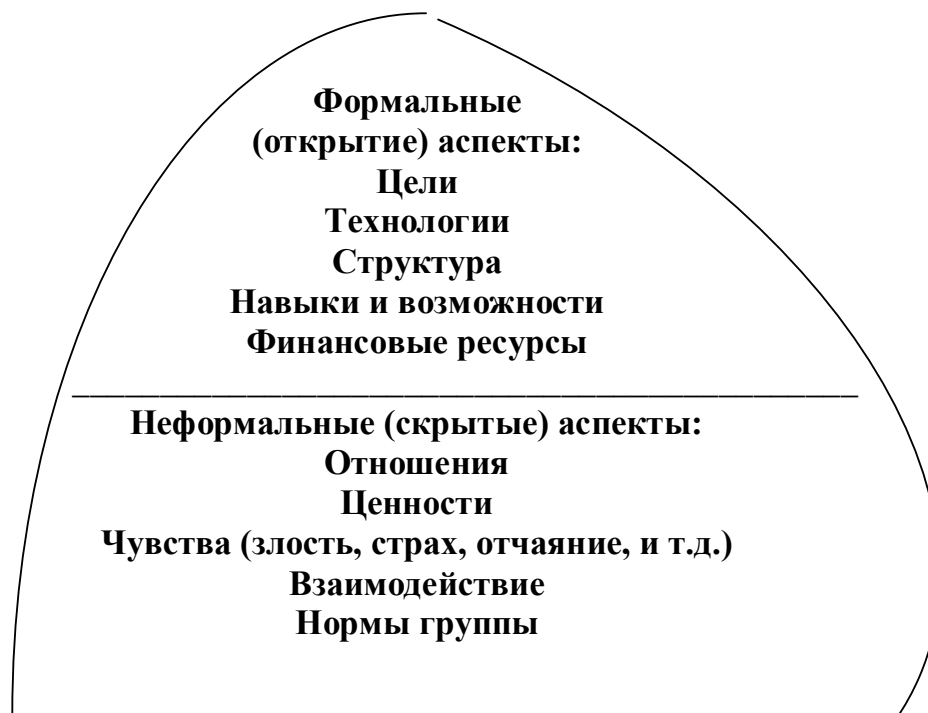 Формальные
(открытие) аспекты:
Цели
Технологии
Структура
Навыки и возможности
Финансовые ресурсы
Неформальные (скрытые) аспекты:
Отношения
Ценности
Чувства (злость, страх, отчаяние, и т.д.)
Взаимодействие
Нормы группы